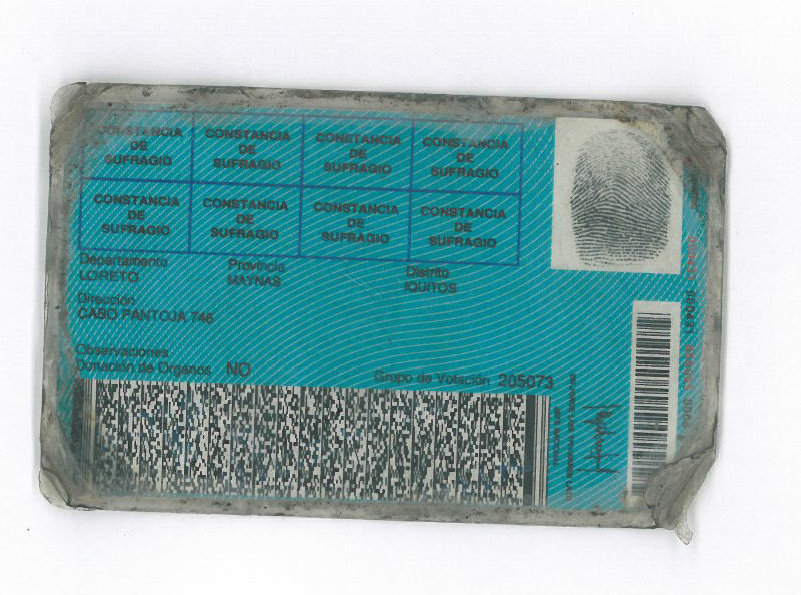 CONSTANCIA DE SUFRAGIO
CONSTANCIA DE SUFRAGIO
CONSTANCIA DE SUFRAGIO
CONSTANCIA DE SUFRAGIO
CONSTANCIA DE SUFRAGIO
CONSTANCIA DE SUFRAGIO
CONSTANCIA DE SUFRAGIO
CONSTANCIA DE SUFRAGIO
Departamento Provincia Distrito
LORETO MAYNAS IQUITOS
Dirección
CABO PANTOJA 746
Observaciones
Donación de Organos NO Grupo de Votación 205073